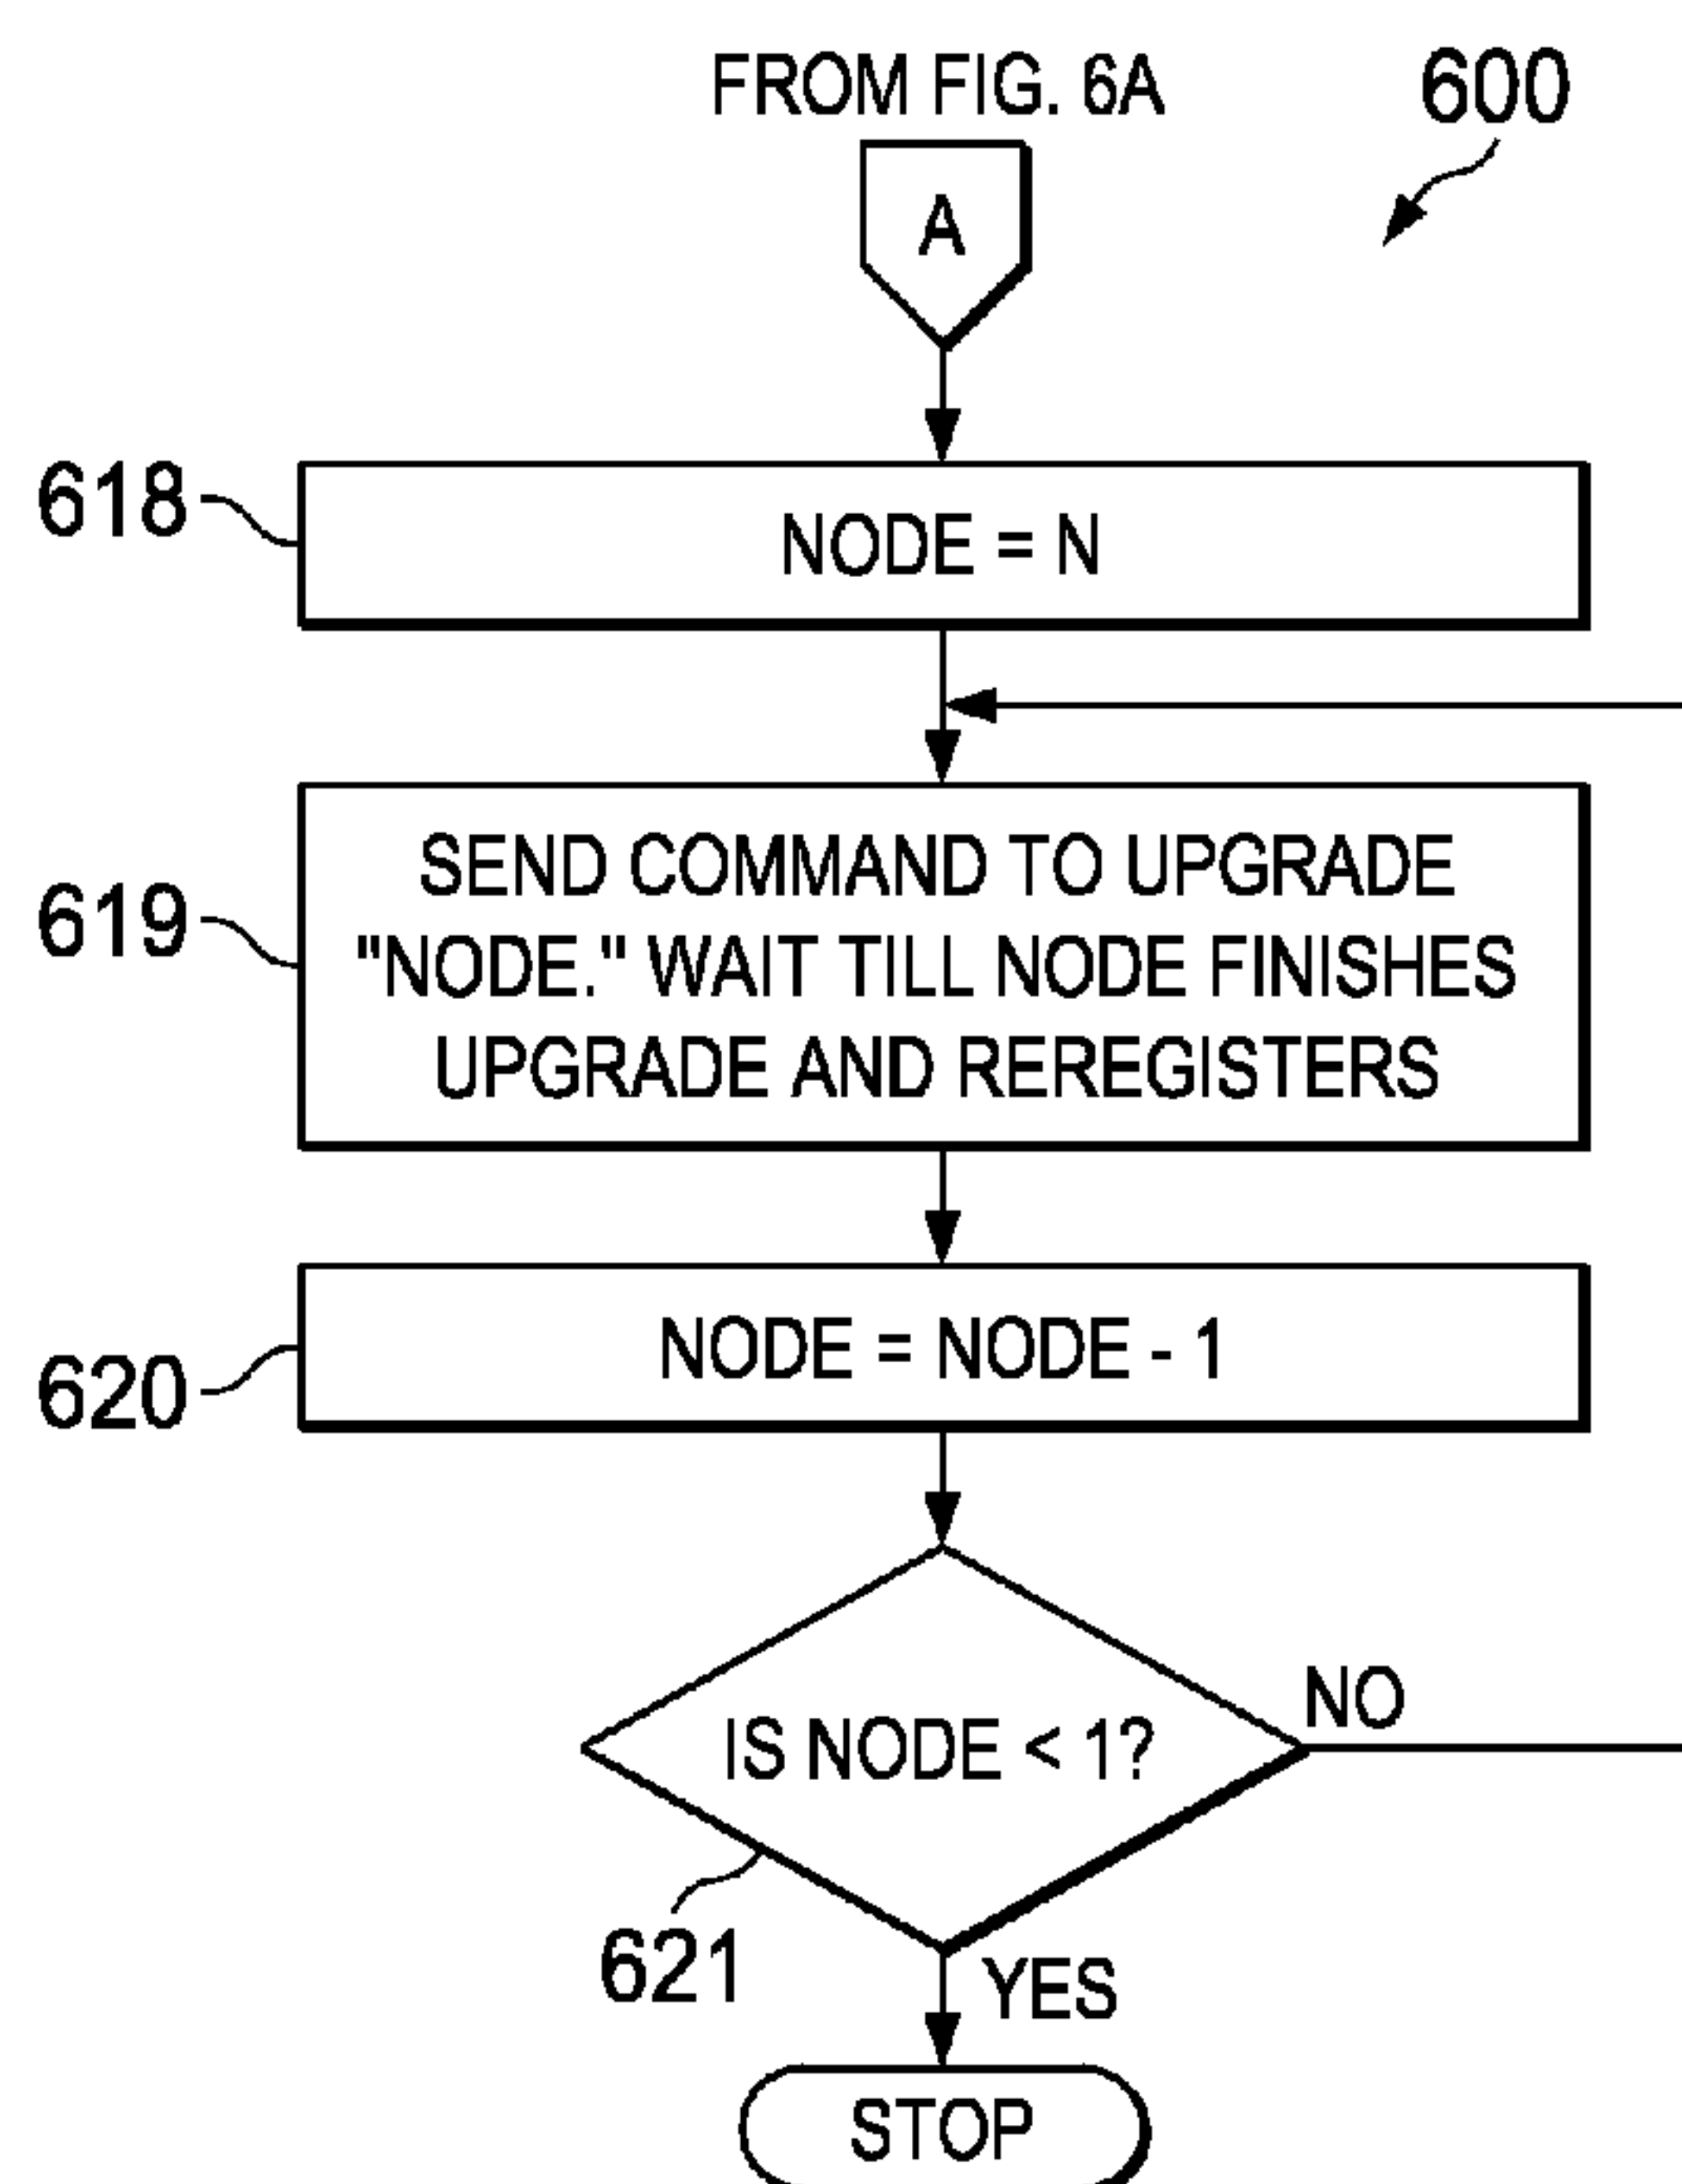 FROM FIG. 6A
600
A
618
NODE = N
619
SEND COMMAND TO UPGRADE
"NODE." WAIT TILL NODE FINISHES
UPGRADE AND REREGISTERS
620
NODE = NODE - 1
IS NODE < 1?
NO
621
YES
STOP